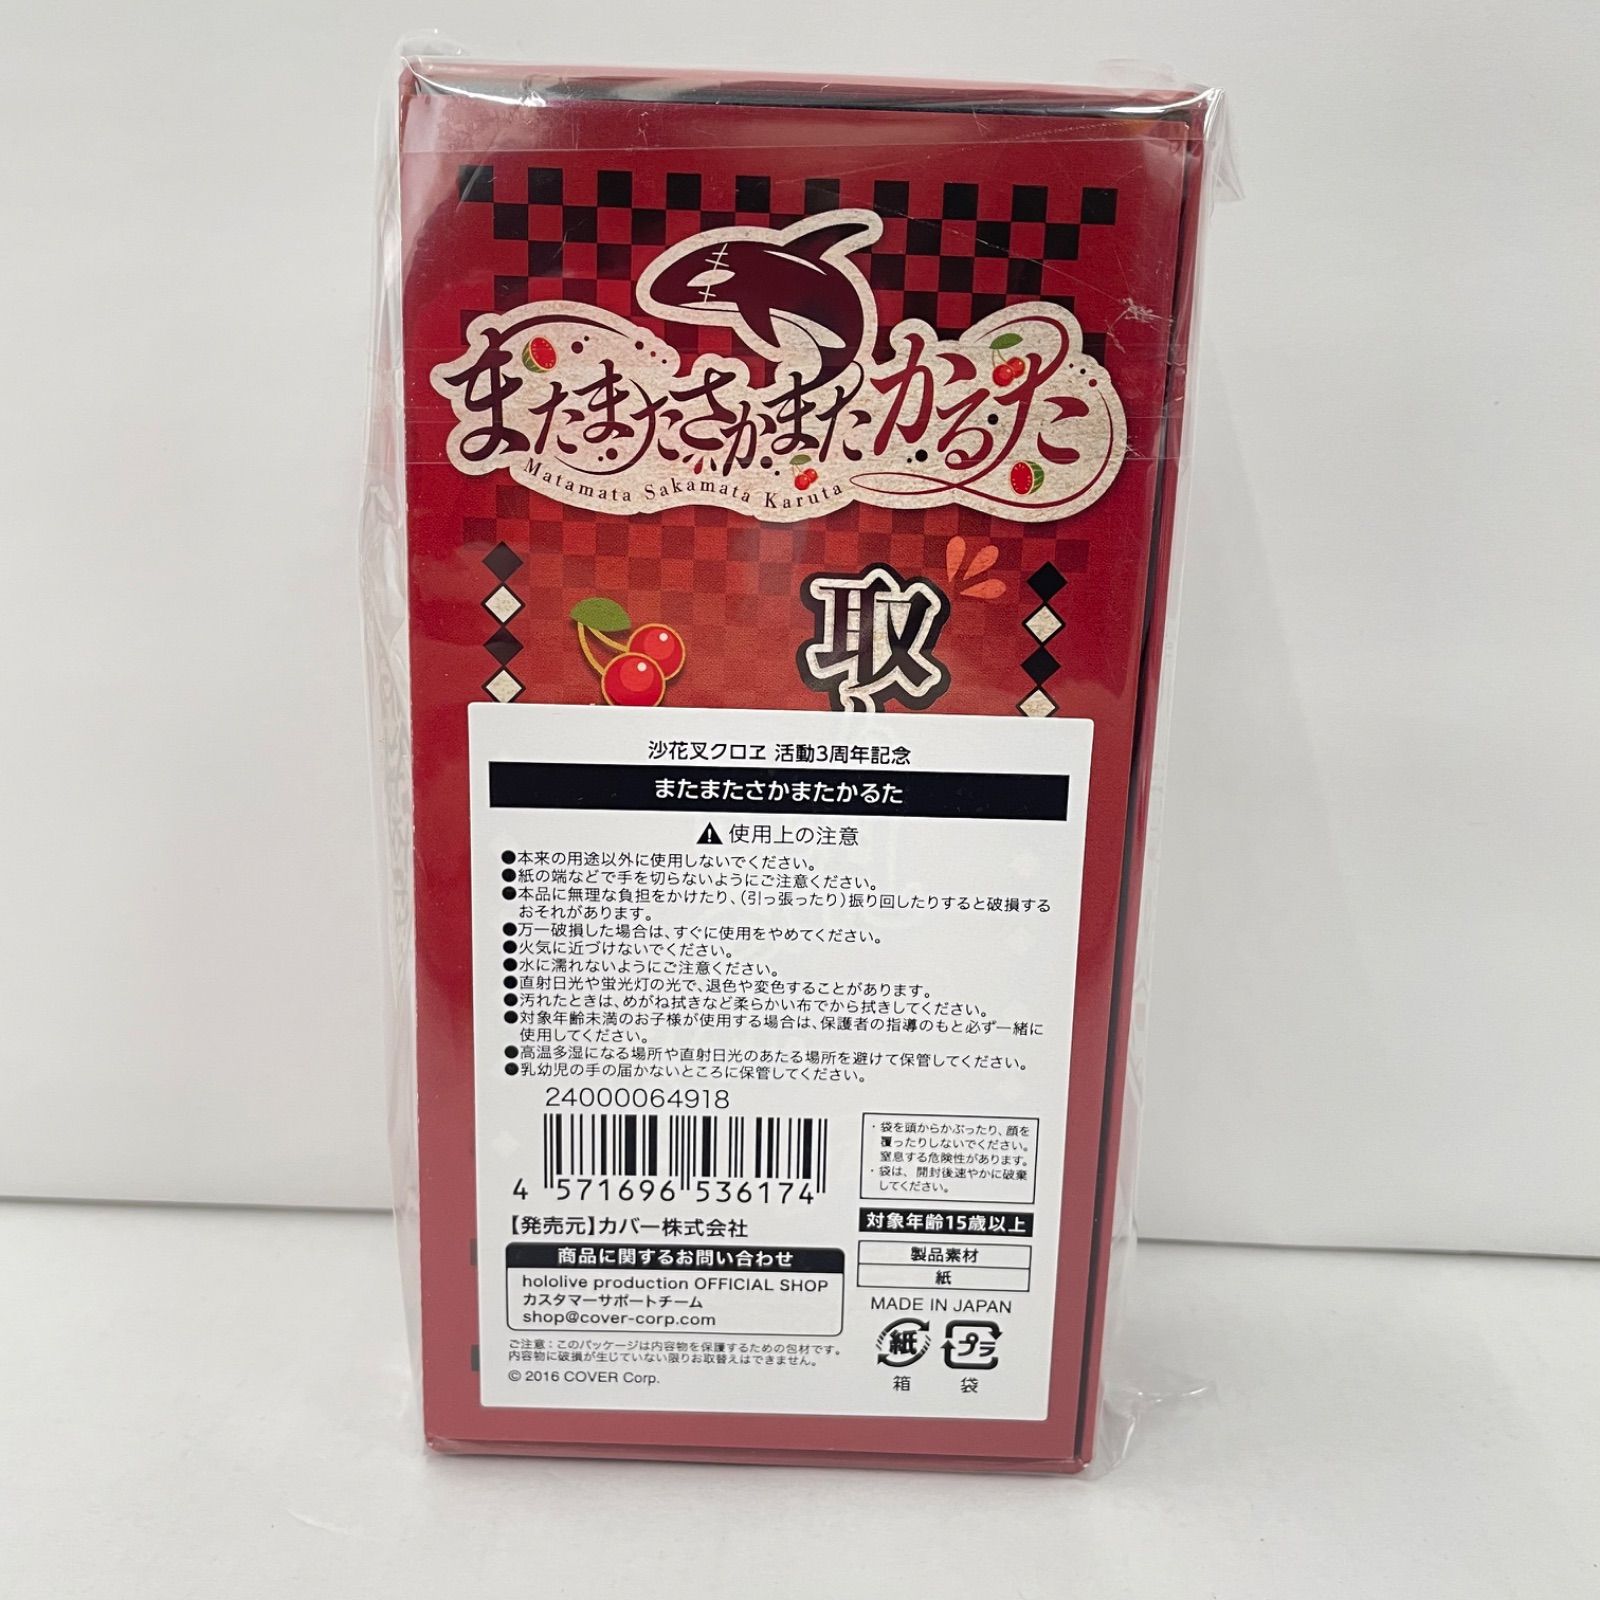 またまたさかまたかるた
Matamata Sakamata Karuta
取
沙花叉クロヱ 活動3周年記念
またまたさかまたかるた
使用上の注意
●本来の用途以外に使用しないでください。
●紙の端などで手を切らないようにご注意ください。
●本品に無理な負担をかけたり、(引っ張ったり)振り回したりすると破損する
おそれがあります。
●万一破損した場合は、すぐに使用をやめてください。
●火気に近づけないでください。
●水に濡れないようにご注意ください。
●直射日光や蛍光灯の光で、退色や変色することがあります。
●汚れたときは、めがね拭きなど柔らかい布でから拭きしてください。
●対象年齢未満のお子様が使用する場合は、保護者の指導のもと必ず一緒に
使用してください。
●高温多湿になる場所や直射日光のあたる場所を避けて保管してください。
●乳幼児の手の届かないところに保管してください。
24000064918
4 571696 536174
・袋を頭からかぶったり、顔を
覆ったりしないでください。
窒息する危険性があります。
・袋は、開封後速やかに破棄
してください。
【発売元】カバー株式会社
対象年齢15歳以上
商品に関するお問い合わせ
hololive production OFFICIAL SHOP
カスタマーサポートチーム
shop@cover-corp.com
製品素材
紙
MADE IN JAPAN
紙
プラ
箱
袋
ご注意:このパッケージは内容物を保護するための包材です。
内容物に破損が生じていない限りお取替えはできません。
© 2016 COVER Corp.